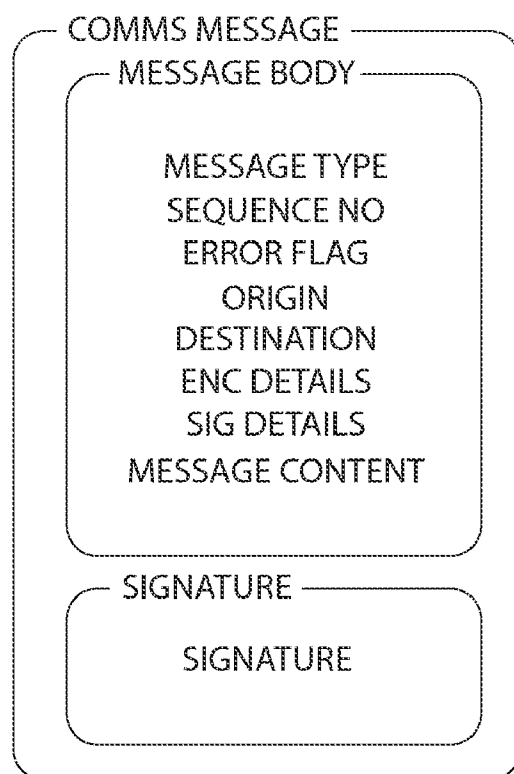 COMMS MESSAGE
MESSAGE BODY
MESSAGE TYPE
SEQUENCE NO
ERROR FLAG
ORIGIN
DESTINATION
ENC DETAILS
SIG DETAILS
MESSAGE CONTENT
SIGNATURE
SIGNATURE